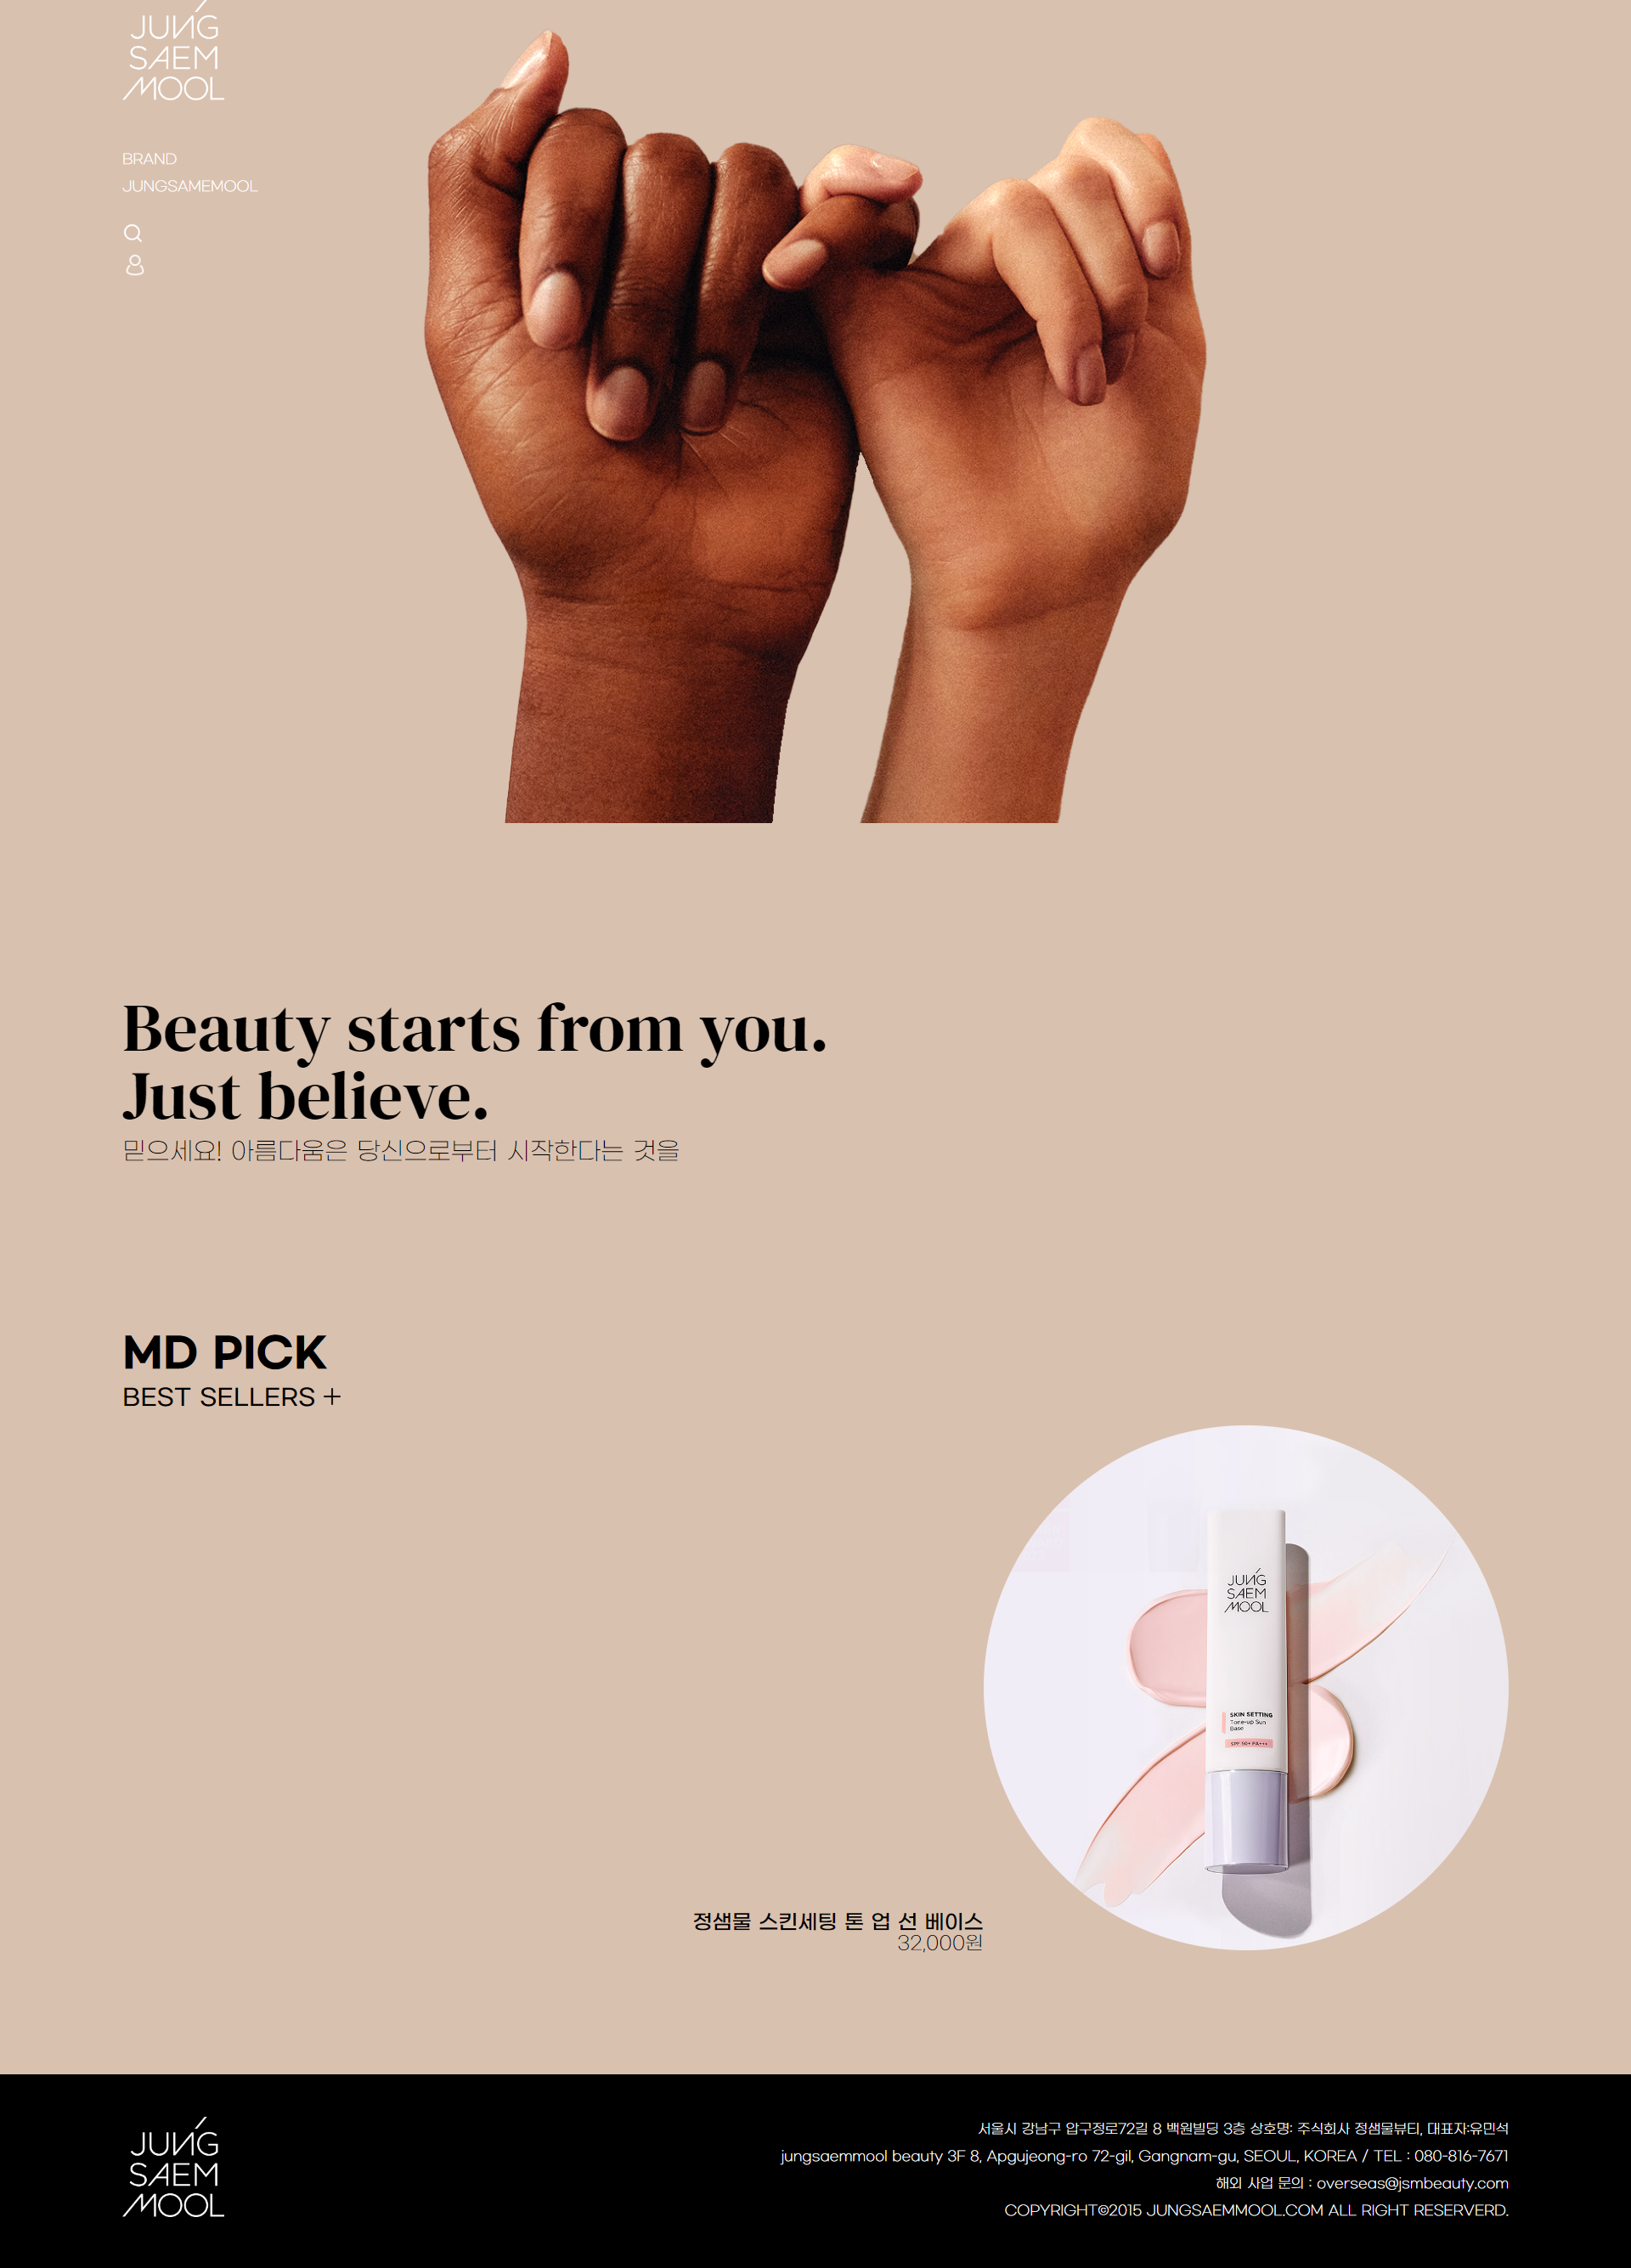 JUNG
SAEM
MOOL
BRAND
JUNGSAMEMOOL
Beauty starts from you.
Just believe.
믿으세요! 아름다움은 당신으로부터 시작한다는 것을
MD PICK
BEST SELLERS +
JUNG
SAEM
MOOL
SKIN SETTING
Tone-up Sun
Base
SPF 50+ PA+++
정샘물 스킨세팅 톤 업 선 베이스
32,000원
JUNG
SAEM
MOOL
서울시 강남구 압구정로72길 8 백원빌딩 3층 상호명: 주식회사 정샘물뷰티, 대표자:유민석
jungsaemmool beauty 3F 8, Apgujeong-ro 72-gil, Gangnam-gu, SEOUL, KOREA / TEL : 080-816-7671
해외 사업 문의 : overseas@jsmbeauty.com
COPYRIGHT©2015 JUNGSAEMMOOL.COM ALL RIGHT RESERVERD.